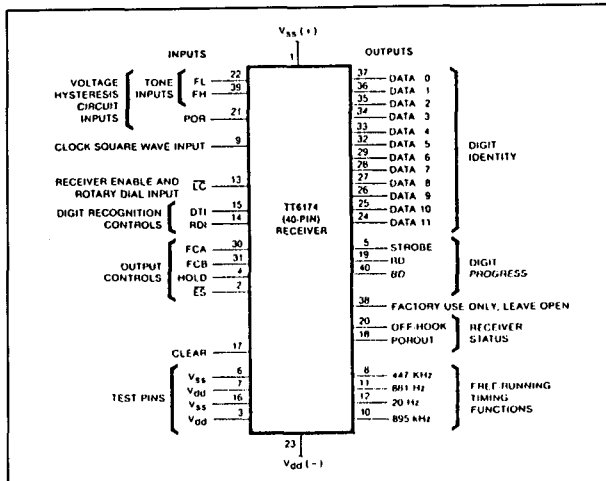 Vss (+)
INPUTS
1
OUTPUTS
VOLTAGE HYSTERESIS CIRCUIT INPUTS
TONE INPUTS
22 FL
39 FH
21 POR
CLOCK SQUARE WAVE INPUT 9
RECEIVER ENABLE AND ROTARY DIAL INPUT
LC 13
DIGIT RECOGNITION CONTROLS
DTI 15
RDI 14
OUTPUT CONTROLS
FCA 30
FCB 31
HOLD 4
ES 2
CLEAR 17
TEST PINS
Vss 6
Vdd 7
Vss 16
Vdd 3
TT6174
(40-PIN)
RECEIVER
37 DATA 0
36 DATA 1
35 DATA 2
34 DATA 3
33 DATA 4
32 DATA 5
29 DATA 6
28 DATA 7
27 DATA 8
26 DATA 9
25 DATA 10
24 DATA 11
DIGIT IDENTITY
5 STROBE
19 RD
40 BD
DIGIT PROGRESS
38 FACTORY USE ONLY, LEAVE OPEN
20 OFF-HOOK
18 POROUT
RECEIVER STATUS
8 447 KHz
11 881 Hz
12 20 Hz
10 895 kHz
FREE-RUNNING TIMING FUNCTIONS
23
Vdd (-)